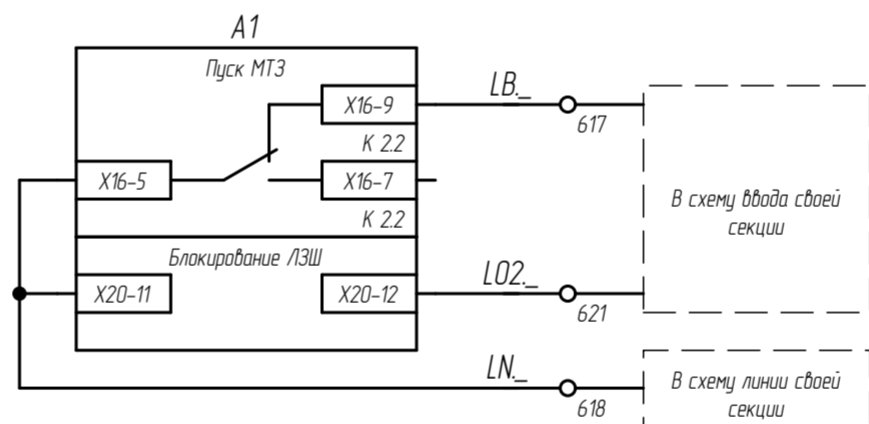 A1
Пуск МТЗ
X16-9
LB._
617
К 2.2
X16-5
X16-7
К 2.2
В схему ввода своей
секции
Блокирование ЛЗШ
X20-11
X20-12
LO2._
621
LN._
618
В схему линии своей
секции